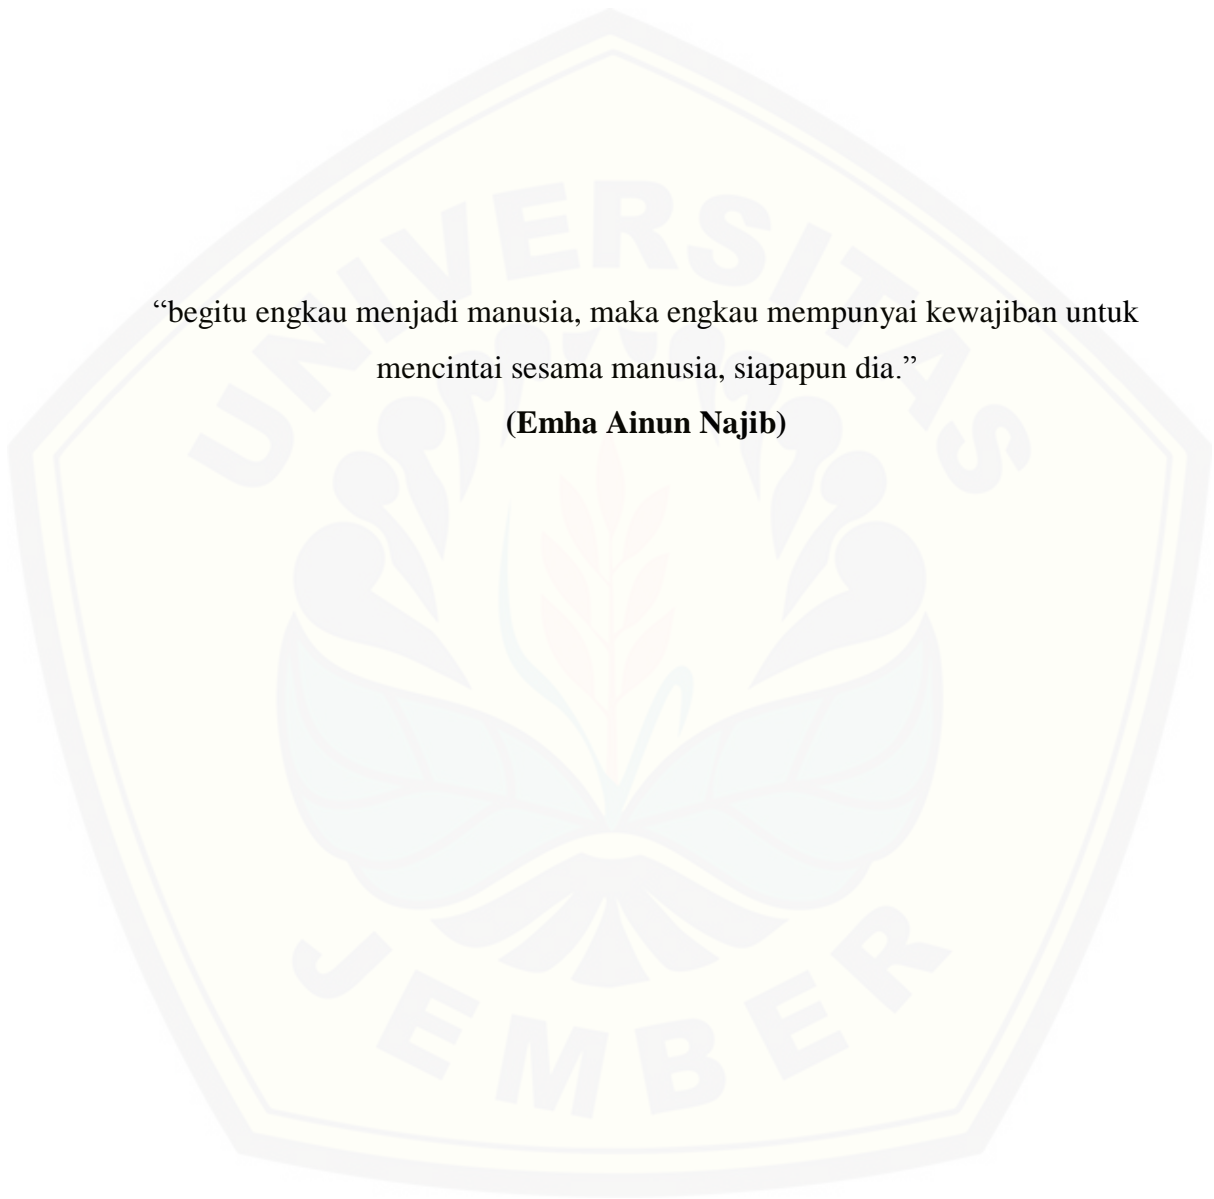 UNIVERSITAS
“begitu engkau menjadi manusia, maka engkau mempunyai kewajiban untuk
mencintai sesama manusia, siapapun dia.”
(Emha Ainun Najib)
JEMBER